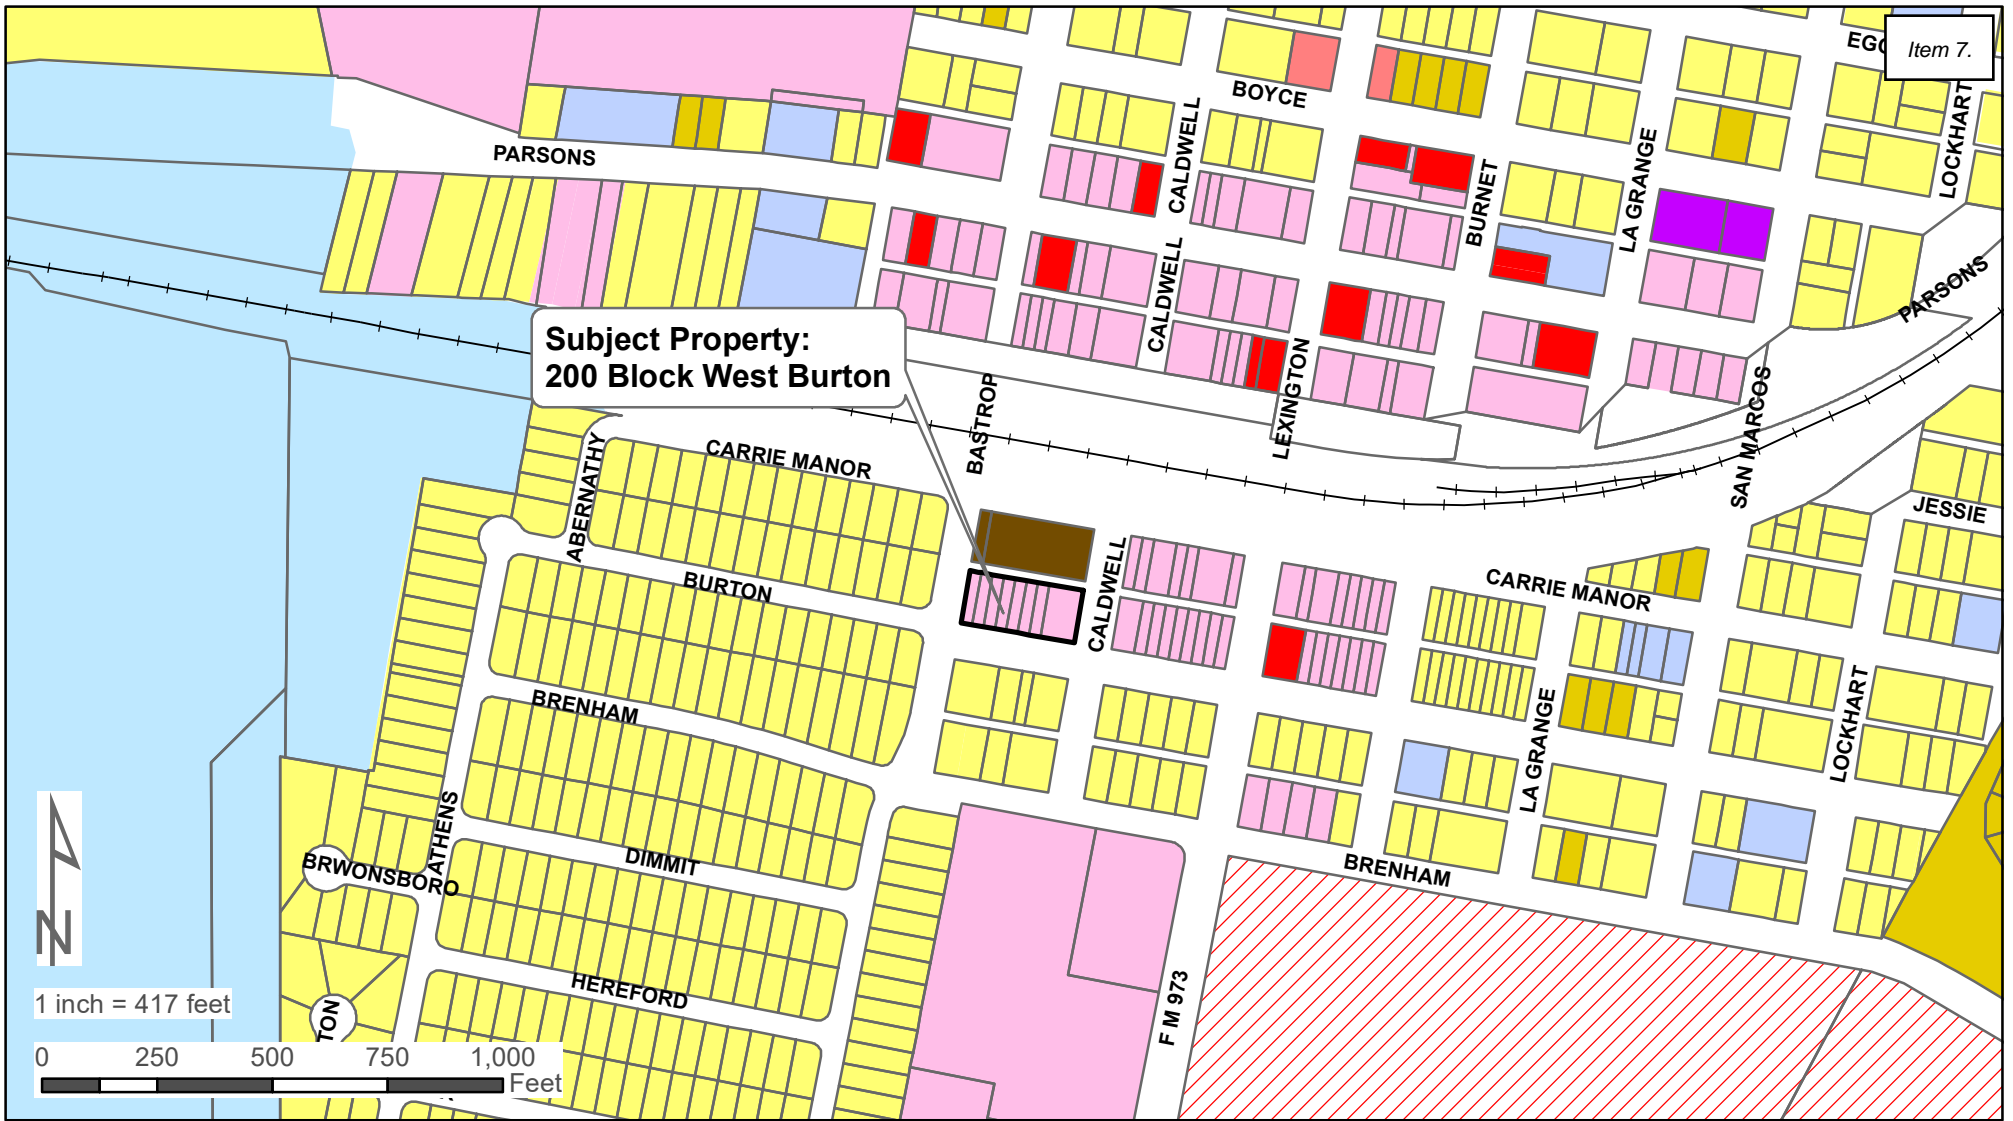 Item 7.
EGG
BOYCE
LOCKHART
PARSONS
CALDWELL
LA GRANGE
BURNET
CALDWELL
PARSONS
Subject Property:
200 Block West Burton
BASTROP
LEXINGTON
SAN MARCOS
CARRIE MANOR
ABERNATHY
JESSIE
BURTON
CALDWELL
CARRIE MANOR
BRENHAM
LA GRANGE
LOCKHART
ATHENS
DIMMIT
BRWONSBORO
BRENHAM
HEREFORD
F M 973
TON
N
1 inch = 417 feet
0 250 500 750 1,000
Feet